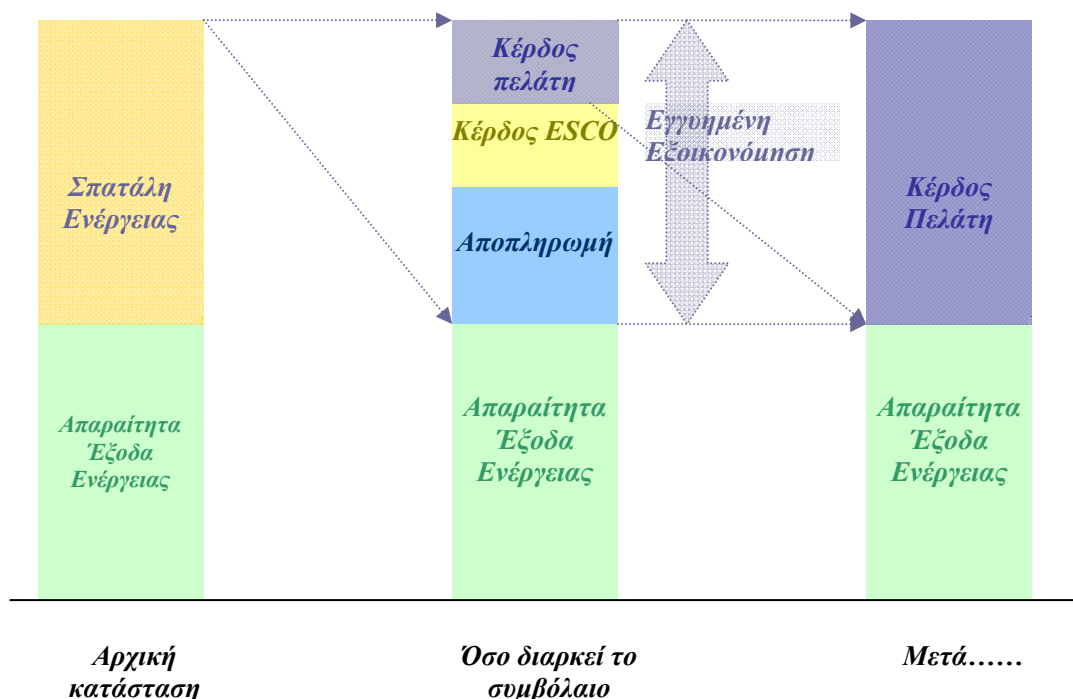 Σπατάλη
Ενέργειας
Απαραίτητα
Έξοδα
Ενέργειας
Κέρδος
πελάτη
Κέρδος ESCO
Αποπληρωμή
Απαραίτητα
Έξοδα
Ενέργειας
Εγγυημένη
Εξοικονόμηση
Κέρδος
Πελάτη
Απαραίτητα
Έξοδα
Ενέργειας
Αρχική
κατάσταση
Όσο διαρκεί το
συμβόλαιο
Μετά……